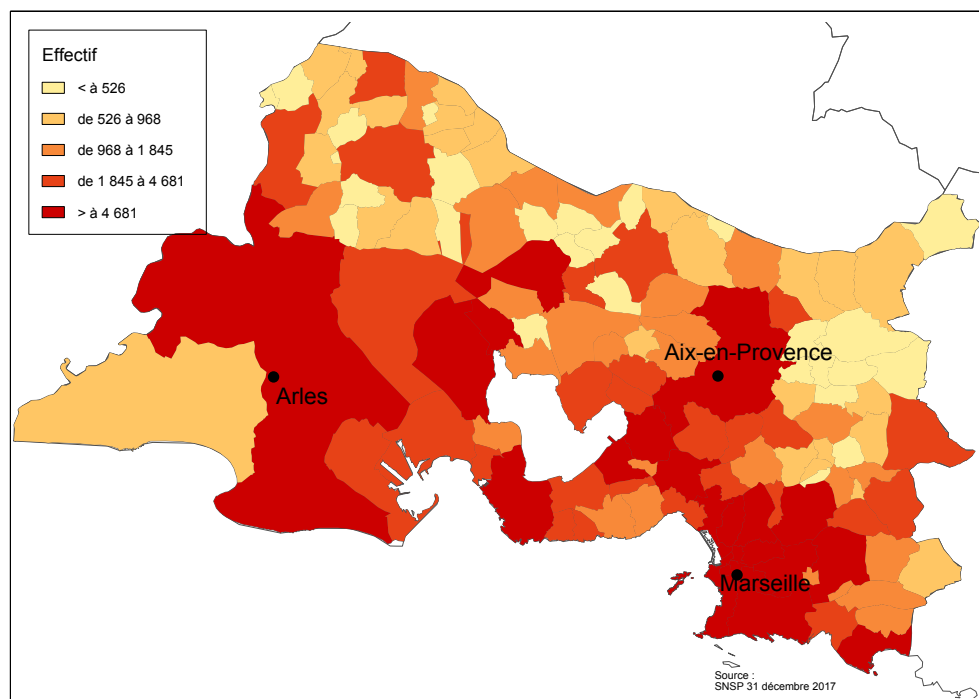 Effectif
< à 526
de 526 à 968
de 968 à 1 845
de 1 845 à 4 681
> à 4 681
Aix-en-Provence
Arles
Marseille
Source :
SNSP 31 décembre 2017